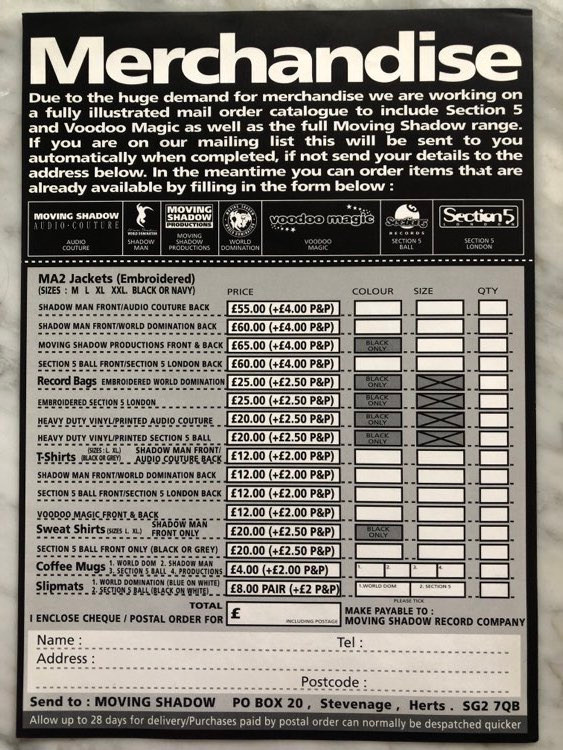 Merchandise
Due to the huge demand for merchandise we are working on
a fully illustrated mail order catalogue to include Section 5
and Voodoo Magic as well as the full Moving Shadow range.
If you are on our mailing list this will be sent to you
automatically when completed, if not send your details to the
address below. In the meantime you can order items that are
already available by filling in the form below :
MOVING SHADOW
AUDIO·COUTURE
AUDIO
COUTURE
SHADOW
MAN
MOVING
SHADOW
PRODUCTIONS
MOVING
SHADOW
PRODUCTIONS
WORLD
DOMINATION
voodoo magic
VOODOO
MAGIC
Section 5
RECORDS
SECTION 5
BALL
Section 5
LONDON
SECTION 5
LONDON
MA2 Jackets (Embroidered)
(SIZES : M L XL XXL. BLACK OR NAVY) PRICE COLOUR SIZE QTY
SHADOW MAN FRONT/AUDIO COUTURE BACK £55.00 (+£4.00 P&P)
SHADOW MAN FRONT/WORLD DOMINATION BACK £60.00 (+£4.00 P&P)
MOVING SHADOW PRODUCTIONS FRONT & BACK £65.00 (+£4.00 P&P) BLACK ONLY
SECTION 5 BALL FRONT/SECTION 5 LONDON BACK £60.00 (+£4.00 P&P)
Record Bags EMBROIDERED WORLD DOMINATION £25.00 (+£2.50 P&P) BLACK ONLY
EMBROIDERED SECTION 5 LONDON £25.00 (+£2.50 P&P) BLACK ONLY
HEAVY DUTY VINYL/PRINTED AUDIO COUTURE £20.00 (+£2.50 P&P) BLACK ONLY
HEAVY DUTY VINYL/PRINTED SECTION 5 BALL £20.00 (+£2.50 P&P) BLACK ONLY
T-Shirts (SIZES : L XL) (BLACK OR GREY) SHADOW MAN FRONT/ AUDIO COUTURE BACK £12.00 (+£2.00 P&P)
SHADOW MAN FRONT/WORLD DOMINATION BACK £12.00 (+£2.00 P&P)
SECTION 5 BALL FRONT/SECTION 5 LONDON BACK £12.00 (+£2.00 P&P)
VOODOO MAGIC FRONT & BACK £12.00 (+£2.00 P&P)
Sweat Shirts (SIZES L XL) SHADOW MAN FRONT ONLY £20.00 (+£2.50 P&P) BLACK ONLY
SECTION 5 BALL FRONT ONLY (BLACK OR GREY) £20.00 (+£2.50 P&P)
Coffee Mugs 1. WORLD DOM 2. SHADOW MAN 3. SECTION 5 BALL 4. PRODUCTIONS £4.00 (+£2.00 P&P) 1. 2. 3. 4.
Slipmats 1. WORLD DOMINATION (BLUE ON WHITE) 2. SECTION 5 BALL (BLACK ON WHITE) £8.00 PAIR (+£2 P&P) 1.WORLD DOM 2. SECTION 5
PLEASE TICK
TOTAL
I ENCLOSE CHEQUE / POSTAL ORDER FOR £ INCLUDING POSTAGE
MAKE PAYABLE TO :
MOVING SHADOW RECORD COMPANY
Name : Tel :
Address :
Postcode :
Send to : MOVING SHADOW PO BOX 20 , Stevenage , Herts . SG2 7QB
Allow up to 28 days for delivery/Purchases paid by postal order can normally be despatched quicker